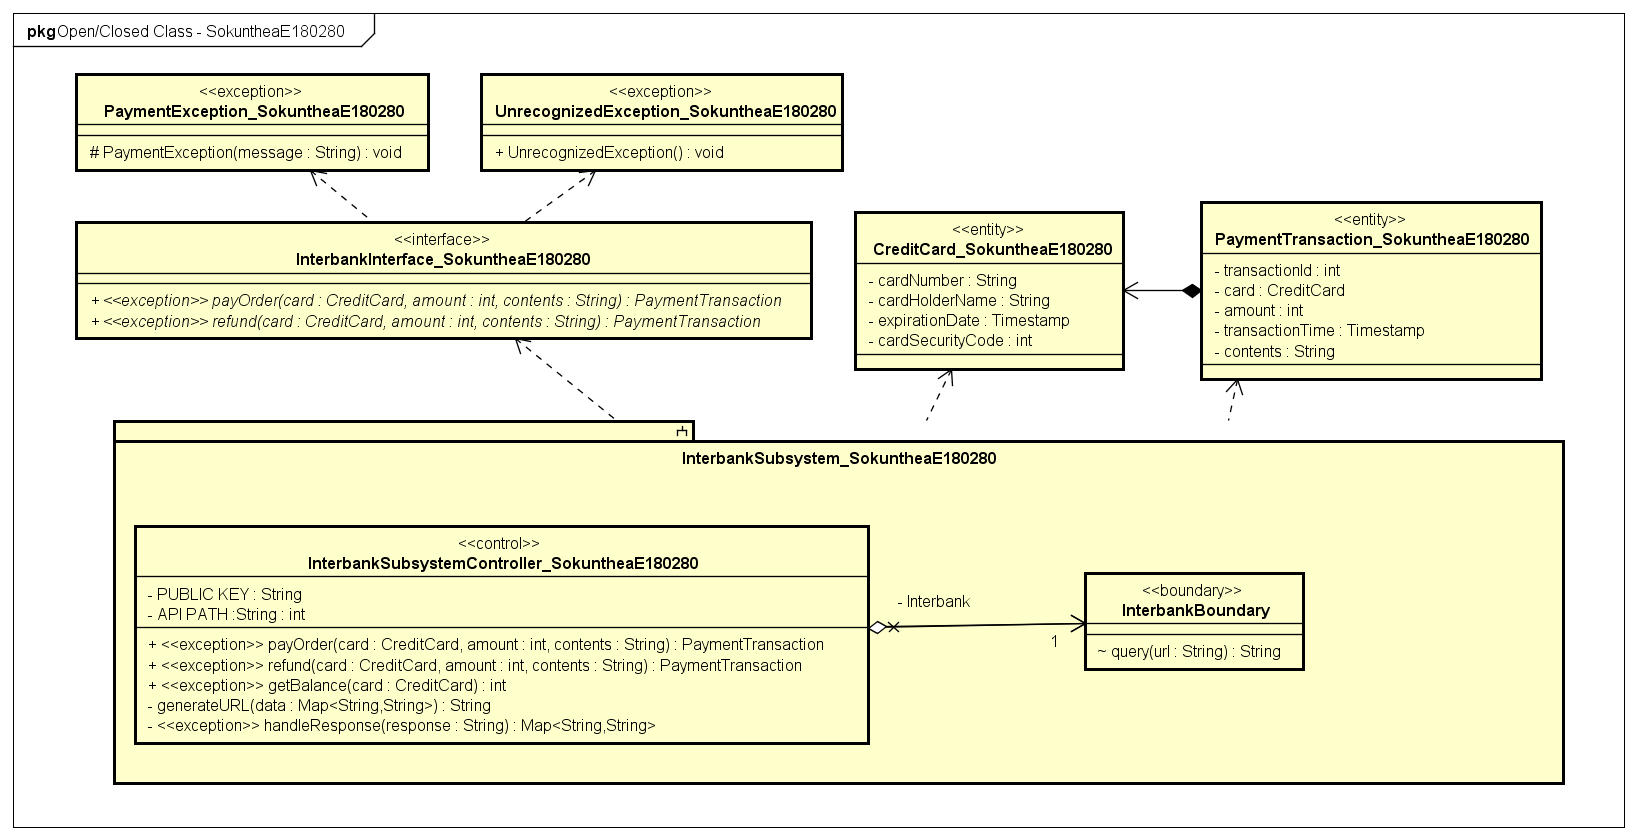 pkg Open/Closed Class - SokuntheaE180280
<<exception>>
PaymentException_SokuntheaE180280
# PaymentException(message : String) : void
<<exception>>
UnrecognizedException_SokuntheaE180280
+ UnrecognizedException() : void
<<interface>>
InterbankInterface_SokuntheaE180280
+ <<exception>> payOrder(card : CreditCard, amount : int, contents : String) : PaymentTransaction
+ <<exception>> refund(card : CreditCard, amount : int, contents : String) : PaymentTransaction
<<entity>>
CreditCard_SokuntheaE180280
- cardNumber : String
- cardHolderName : String
- expirationDate : Timestamp
- cardSecurityCode : int
<<entity>>
PaymentTransaction_SokuntheaE180280
- transactionId : int
- card : CreditCard
- amount : int
- transactionTime : Timestamp
- contents : String
InterbankSubsystem_SokuntheaE180280
<<control>>
InterbankSubsystemController_SokuntheaE180280
- PUBLIC KEY : String
- API PATH :String : int
+ <<exception>> payOrder(card : CreditCard, amount : int, contents : String) : PaymentTransaction
+ <<exception>> refund(card : CreditCard, amount : int, contents : String) : PaymentTransaction
+ <<exception>> getBalance(card : CreditCard) : int
- generateURL(data : Map<String,String>) : String
- <<exception>> handleResponse(response : String) : Map<String,String>
- Interbank
1
<<boundary>>
InterbankBoundary
~ query(url : String) : String